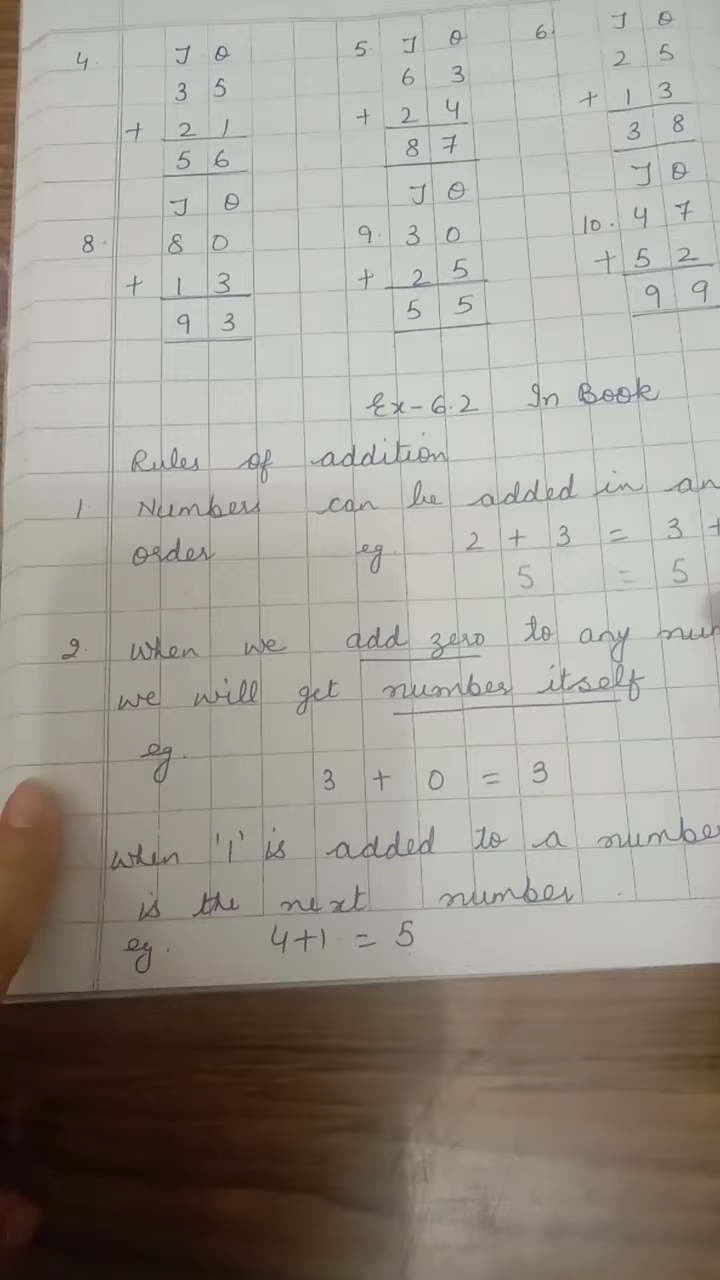 4. T O 5. T O 6. T O
3 5 6 3 2 5
+ 2 1 + 2 4 + 1 3
5 6 8 7 3 8
T O T O T O
8. 8 0 9. 3 0 10. 4 7
+ 1 3 + 2 5 + 5 2
9 3 5 5 9 9
Ex-6.2 In Book
Rules of addition
1. Numbers can be added in an
order eg. 2 + 3 = 3 +
5 = 5
2. When we add zero to any num
we will get number itself
eg.
3 + 0 = 3
When '1' is added to a number
is the next number.
eg. 4+1 = 5